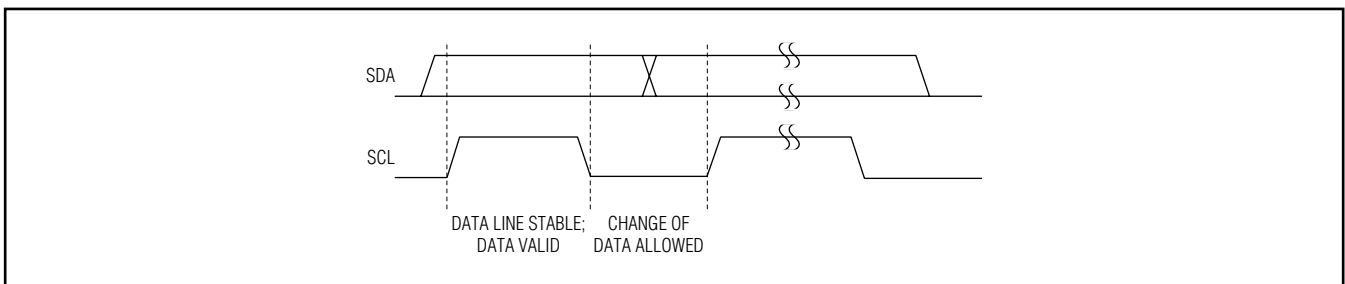 SDA
SCL
DATA LINE STABLE;
DATA VALID
CHANGE OF
DATA ALLOWED